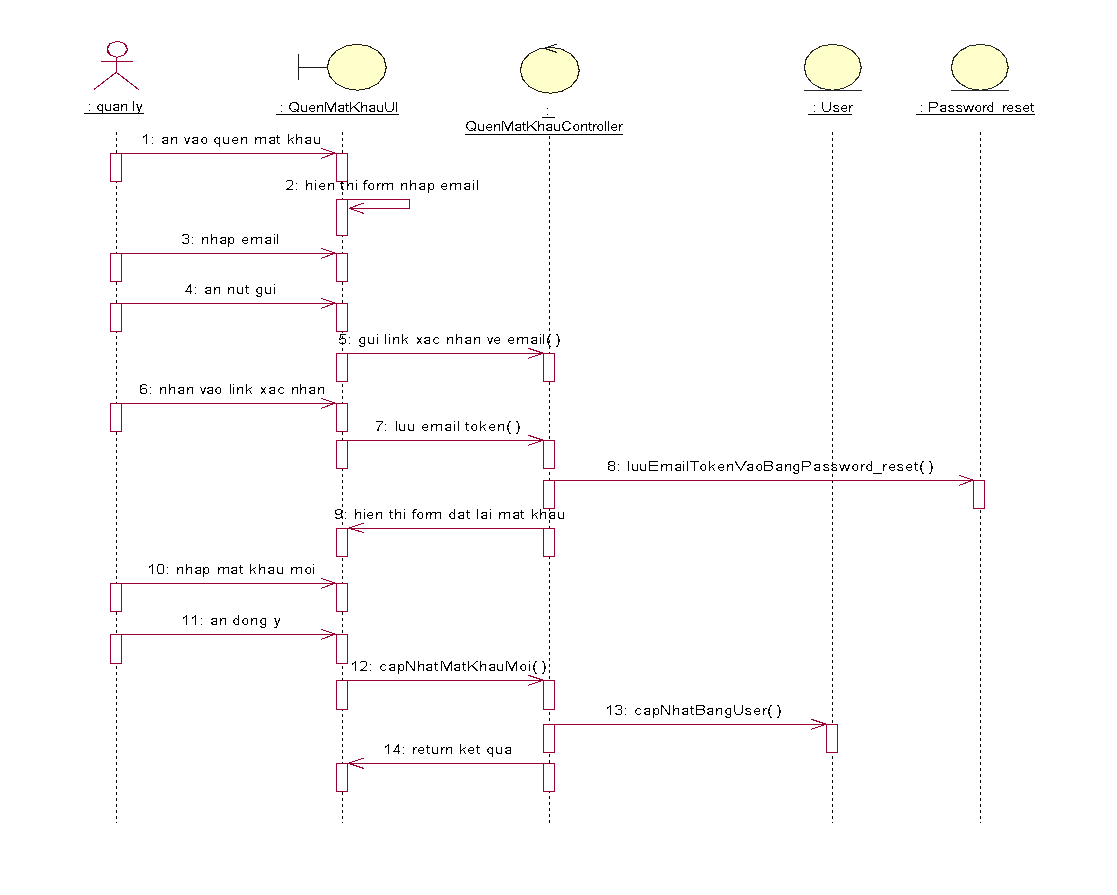 : quan ly
: QuenMatKhauUI
:
QuenMatKhauController
: User
: Password_reset
1: an vao quen mat khau
2: hien thi form nhap email
3: nhap email
4: an nut gui
5: gui link xac nhan ve email( )
6: nhan vao link xac nhan
7: luu email token( )
8: luuEmailTokenVaoBangPassword_reset( )
9: hien thi form dat lai mat khau
10: nhap mat khau moi
11: an dong y
12: capNhatMatKhauMoi( )
13: capNhatBangUser( )
14: return ket qua